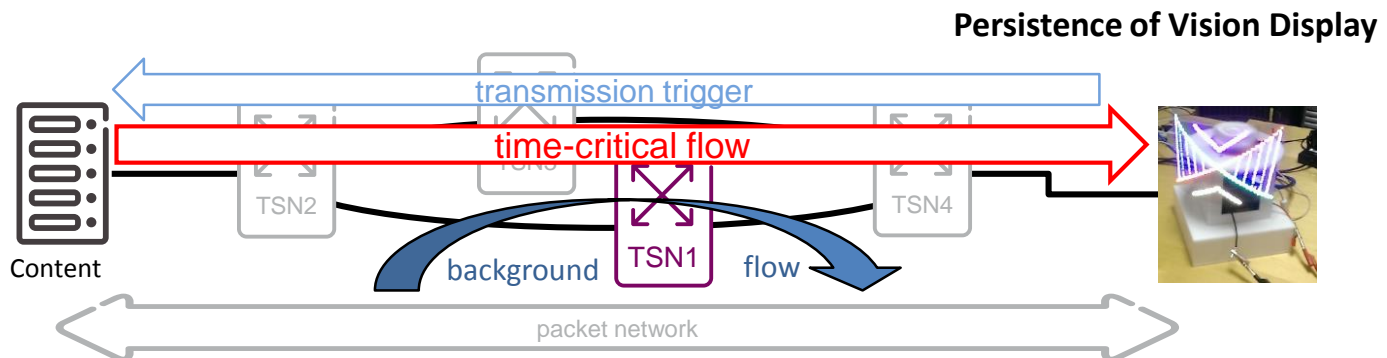 Persistence of Vision Display
transmission trigger
time-critical flow
TSN2
TSN4
TSN1
background
flow
Content
packet network